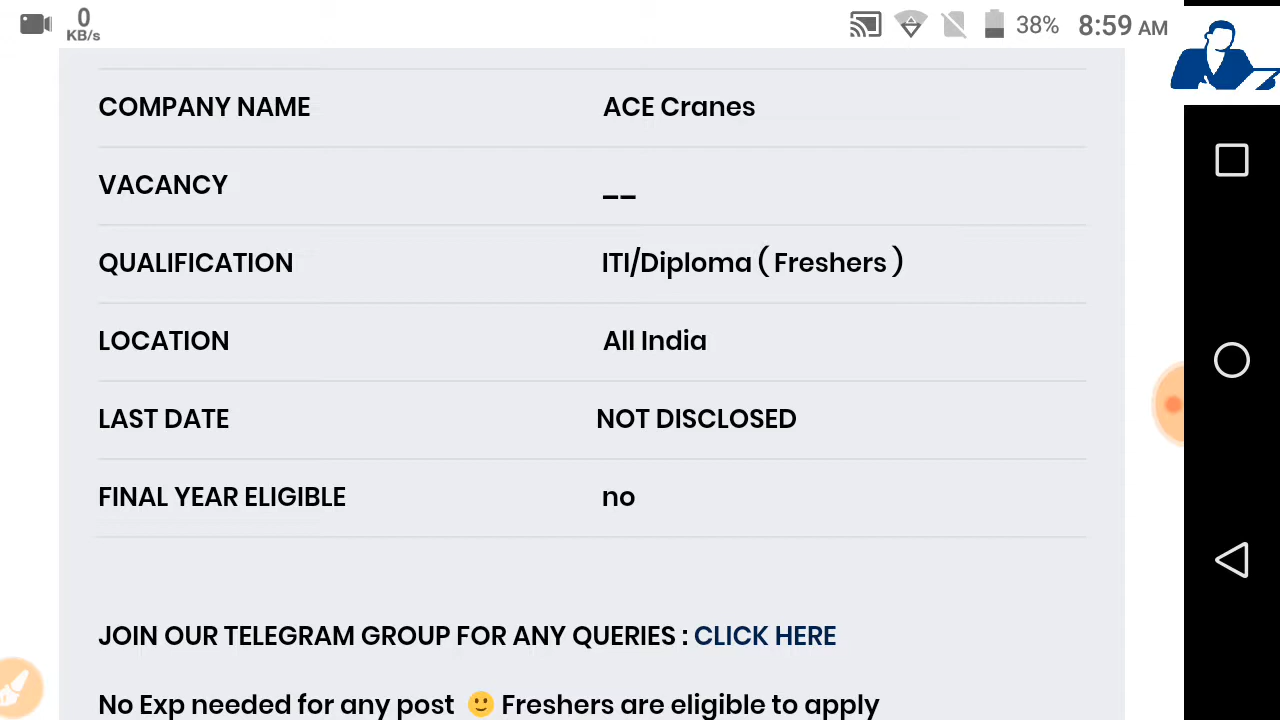 0
KB/s
38% 8:59 AM
COMPANY NAME ACE Cranes
VACANCY __
QUALIFICATION ITI/Diploma ( Freshers )
LOCATION All India
LAST DATE NOT DISCLOSED
FINAL YEAR ELIGIBLE no
JOIN OUR TELEGRAM GROUP FOR ANY QUERIES : CLICK HERE
No Exp needed for any post 🙂 Freshers are eligible to apply